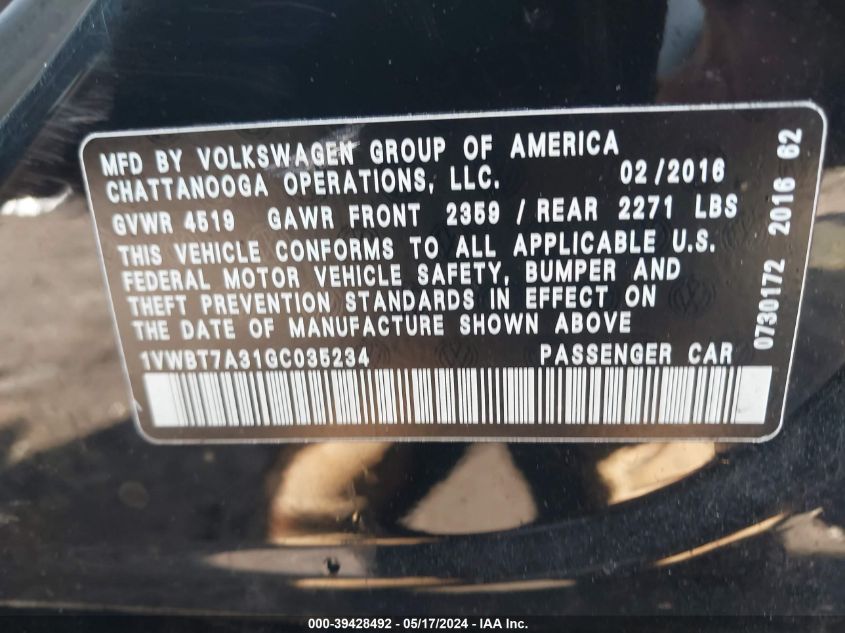 MFD BY VOLKSWAGEN GROUP OF AMERICA
CHATTANOOGA OPERATIONS, LLC. 02/2016
GVWR 4519 GAWR FRONT 2359 / REAR 2271 LBS
THIS VEHICLE CONFORMS TO ALL APPLICABLE U.S.
FEDERAL MOTOR VEHICLE SAFETY, BUMPER AND
THEFT PREVENTION STANDARDS IN EFFECT ON
THE DATE OF MANUFACTURE SHOWN ABOVE
1VWBT7A31GC035234 PASSENGER CAR
0730172 2016 62
000-39428492 - 05/17/2024 - IAA Inc.